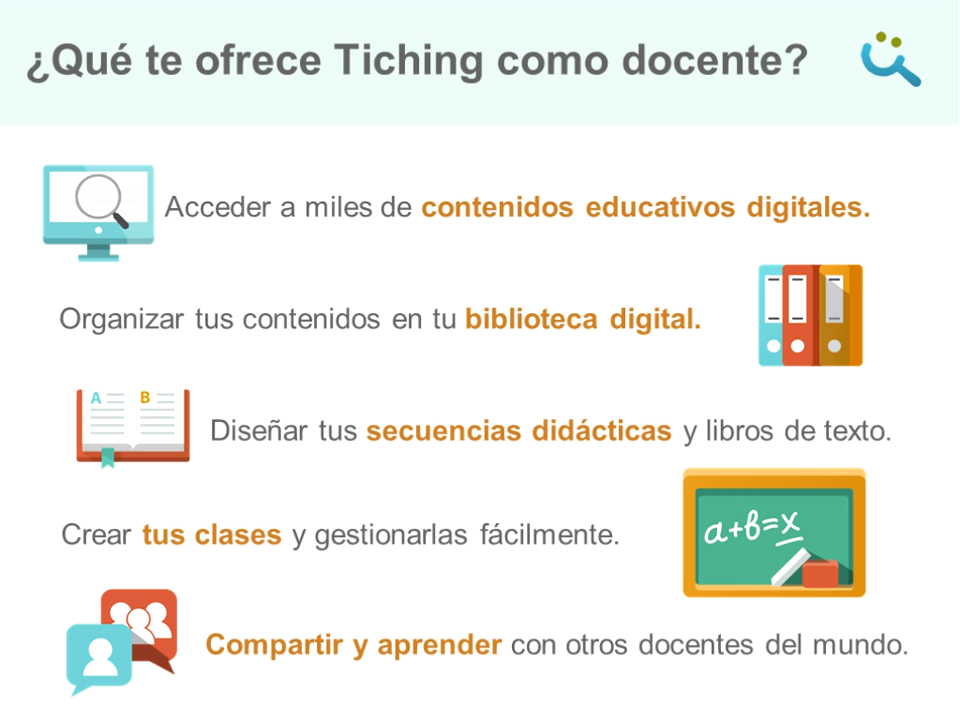 ¿Qué te ofrece Tiching como docente?
Acceder a miles de contenidos educativos digitales.
Organizar tus contenidos en tu biblioteca digital.
A B
Diseñar tus secuencias didácticas y libros de texto.
a+b=x
Crear tus clases y gestionarlas fácilmente.
Compartir y aprender con otros docentes del mundo.